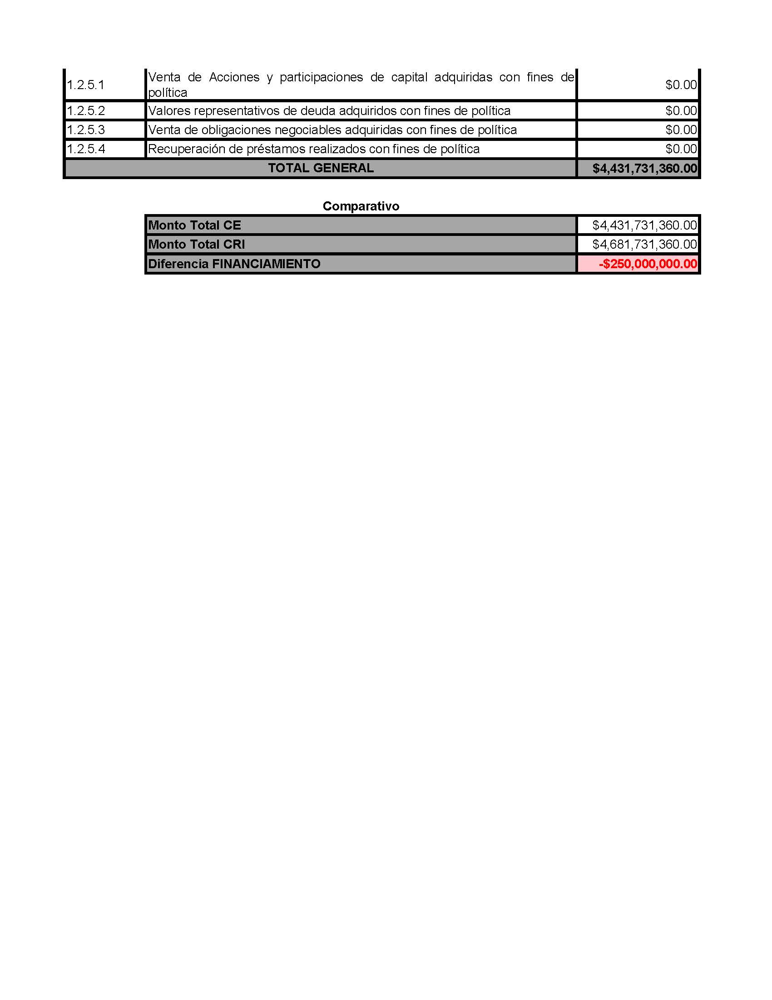 1.2.5.1 Venta de Acciones y participaciones de capital adquiridas con fines de $0.00
política
1.2.5.2 Valores representativos de deuda adquiridos con fines de política $0.00
1.2.5.3 Venta de obligaciones negociables adquiridas con fines de política $0.00
1.2.5.4 Recuperación de préstamos realizados con fines de política $0.00
TOTAL GENERAL $4,431,731,360.00
Comparativo
Monto Total CE $4,431,731,360.00
Monto Total CRI $4,681,731,360.00
Diferencia FINANCIAMIENTO -$250,000,000.00